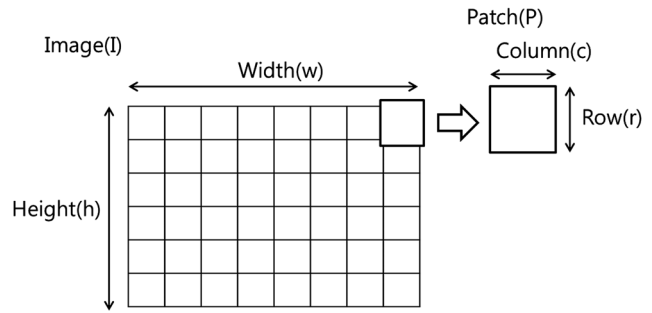 Patch(P)
Image(I)
Column(c)
Width(w)
Row(r)
Height(h)